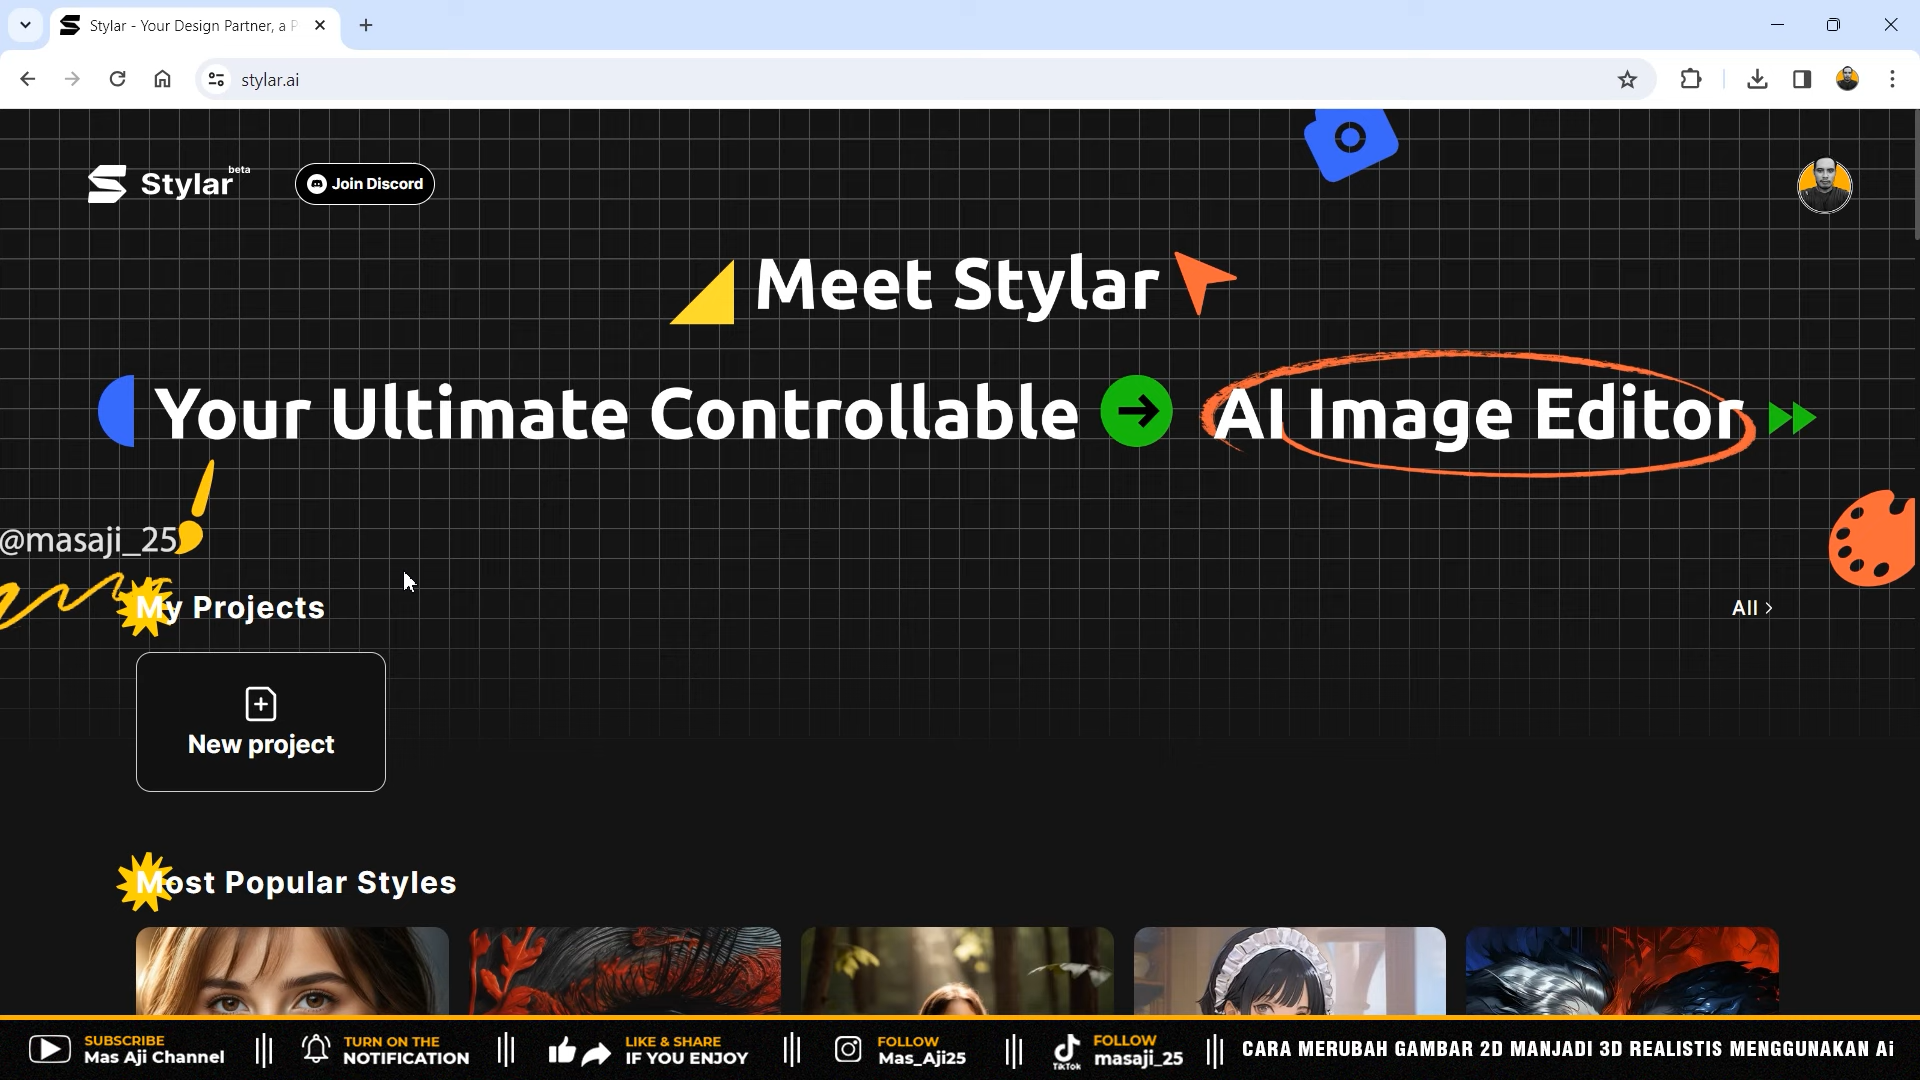 Stylar - Your Design Partner, a P
stylar.ai
Stylar beta
Join Discord
Meet Stylar
Your Ultimate Controllable AI Image Editor
@masaji_25
My Projects
All
New project
Most Popular Styles
SUBSCRIBE
Mas Aji Channel
TURN ON THE
NOTIFICATION
LIKE & SHARE
IF YOU ENJOY
FOLLOW
Mas_Aji25
TikTok
FOLLOW
masaji_25
CARA MERUBAH GAMBAR 2D MANJADI 3D REALISTIS MENGGUNAKAN Ai